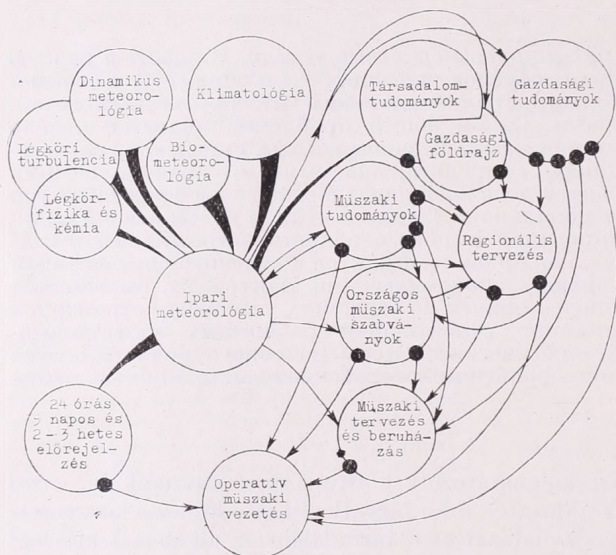 Dinamikus
meteoro-
lógia
Klimatológia
Társadalom-
tudományok
Gazdasági
tudományok
Légköri
turbulencia
Bio-
meteoro-
lógia
Gazdasági
földrajz
Légkör-
fizika és
kémia
Műszaki
tudományok
Regionális
tervezés
Ipari
meteorológia
Országos
műszaki
szabvá-
nyok
24 órás
5 napos és
2-3 hetes
előrejel-
zés
Műszaki
tervezés
és beruhá-
zás
Operatív
műszaki
vezetés